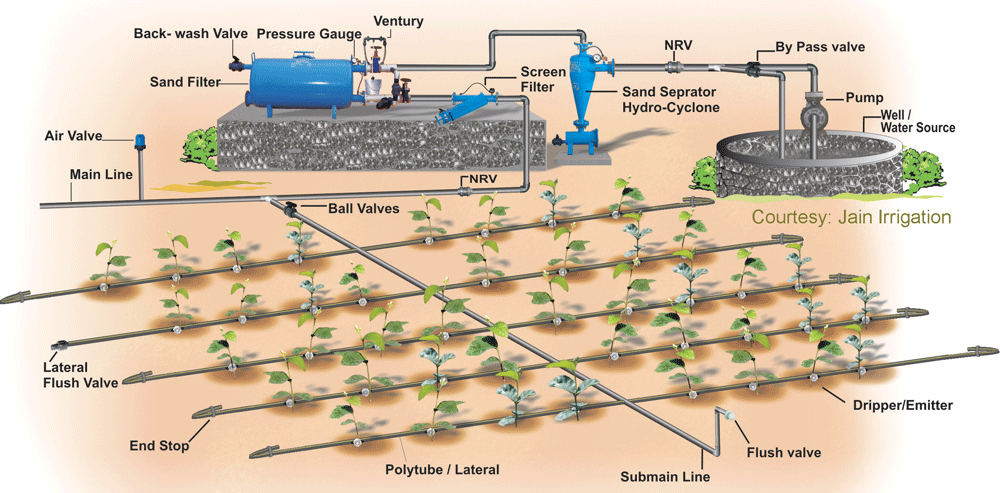 Back- wash Valve
Pressure Gauge
Ventury
Sand Filter
Screen
Filter
NRV
By Pass valve
Sand Seprator
Hydro-Cyclone
Pump
Well /
Water Source
Air Valve
Main Line
NRV
Ball Valves
Courtesy: Jain Irrigation
Lateral
Flush Valve
Dripper/Emitter
End Stop
Polytube / Lateral
Submain Line
Flush valve